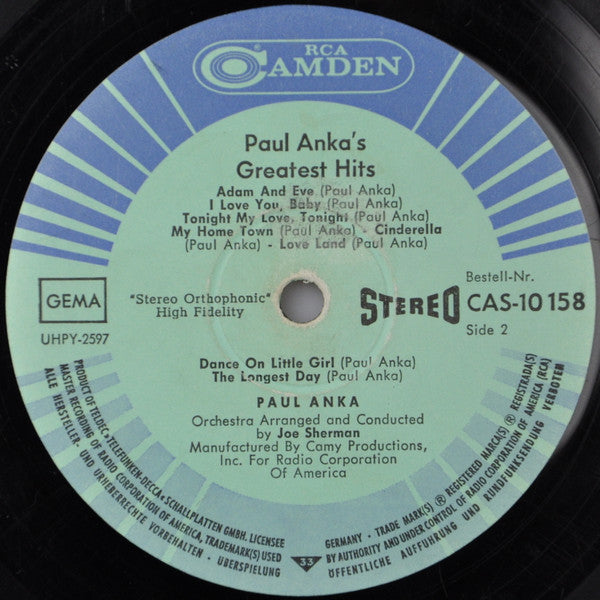 RCA
CAMDEN
Paul Anka's
Greatest Hits
Adam And Eve (Paul Anka)
I Love You, Baby (Paul Anka)
Tonight My Love, Tonight (Paul Anka)
My Home Town (Paul Anka) - Cinderella
(Paul Anka) - Love Land (Paul Anka)
GEMA
UHPY-2597
"Stereo Orthophonic"
High Fidelity
STEREO
Bestell-Nr.
CAS-10 158
Side 2
Dance On Little Girl (Paul Anka)
The Longest Day (Paul Anka)
PAUL ANKA
Orchestra Arranged and Conducted
by Joe Sherman
Manufactured By Camy Productions,
Inc. For Radio Corporation
Of America
PRODUCT OF TELDEC »TELEFUNKEN-DECCA« SCHALLPLATTEN GMBH. LICENSEE
MASTER RECORDING OF RADIO CORPORATION OF AMERICA, TRADEMARK(S) USED
ALLE HERSTELLER- UND URHEBERRECHTE VORBEHALTEN - ÜBERSPIELUNG
33
GERMANY - TRADE MARK(S) ® REGISTERED MARCA(S) ® REGISTRADA(S)
BY AUTHORITY AND UNDER CONTROL OF RADIO CORPORATION OF AMERICA (RCA)
ÖFFENTLICHE AUFFÜHRUNG UND RUNDFUNKSENDUNG VERBOTEN